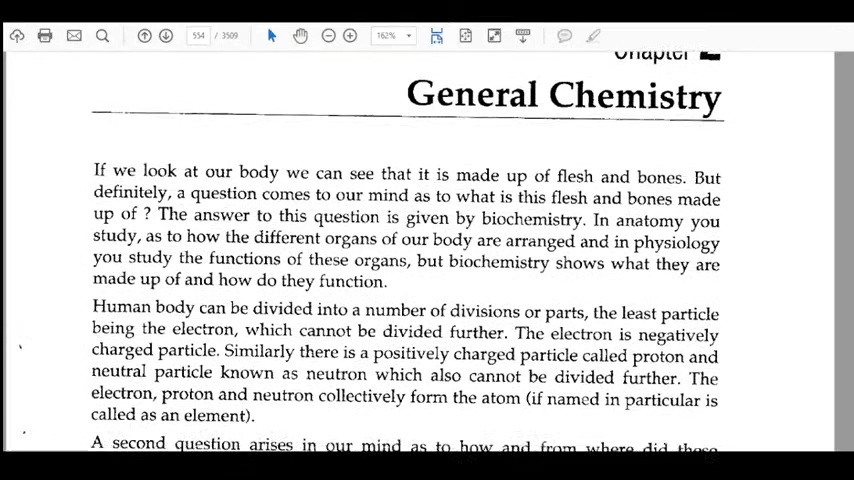 554 / 3509
162%
Chapter 2
General Chemistry
If we look at our body we can see that it is made up of flesh and bones. But
definitely, a question comes to our mind as to what is this flesh and bones made
up of ? The answer to this question is given by biochemistry. In anatomy you
study, as to how the different organs of our body are arranged and in physiology
you study the functions of these organs, but biochemistry shows what they are
made up of and how do they function.
Human body can be divided into a number of divisions or parts, the least particle
being the electron, which cannot be divided further. The electron is negatively
charged particle. Similarly there is a positively charged particle called proton and
neutral particle known as neutron which also cannot be divided further. The
electron, proton and neutron collectively form the atom (if named in particular is
called as an element).
A second question arises in our mind as to how and from where did these